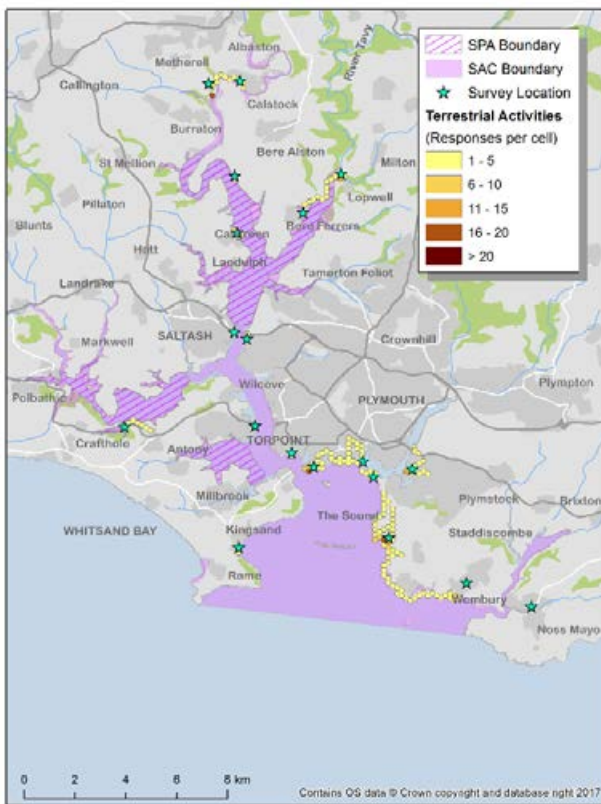 SPA Boundary
SAC Boundary
Survey Location
Terrestrial Activities
(Responses per cell)
1 - 5
6 - 10
11 - 15
16 - 20
> 20
Albaston
Metherell
River Tavy
Callington
Calstock
Burraton
Bere Alston
St Mellion
Milton
Lopwell
Pillaton
Bere Ferrers
Blunts
Cargreen
Hatt
Landulph
Tamerton Foliot
Landrake
SALTASH
Crownhill
Markwell
Wilcove
Plympton
Polbathic
PLYMOUTH
Crafthole
Antony
TORPOINT
Millbrook
Plymstock
Brixton
The Sound
WHITSAND BAY
Kingsand
Staddiscombe
Rame
Wembury
Noss Mayo
0 2 4 6 8 km
Contains OS data © Crown copyright and database right 2017